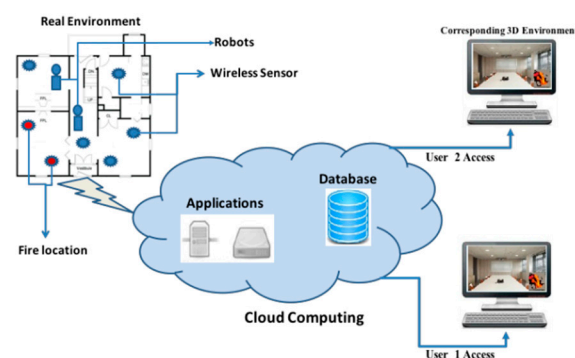 Real Environment
Corresponding 3D Environmen
Robots
Wireless Sensor
UP
User 2 Access
Database
Applications
Fire location
Cloud Computing
User 1 Access